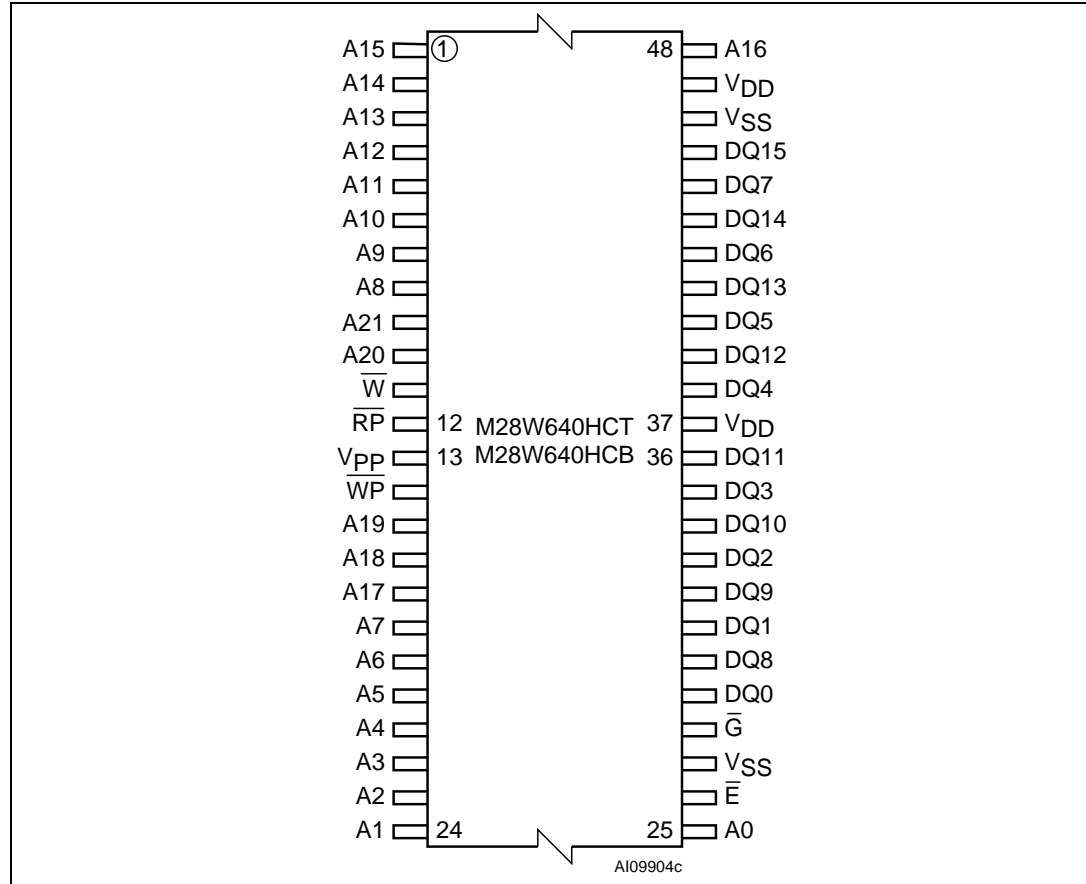 A15 ① 48 A16
A14 VDD
A13 VSS
A12 DQ15
A11 DQ7
A10 DQ14
A9 DQ6
A8 DQ13
A21 DQ5
A20 DQ12
W̅ DQ4
R̅P̅ 12 M28W640HCT 37 VDD
VPP 13 M28W640HCB 36 DQ11
W̅P̅ DQ3
A19 DQ10
A18 DQ2
A17 DQ9
A7 DQ1
A6 DQ8
A5 DQ0
A4 G̅
A3 VSS
A2 E̅
A1 24 25 A0
AI09904c